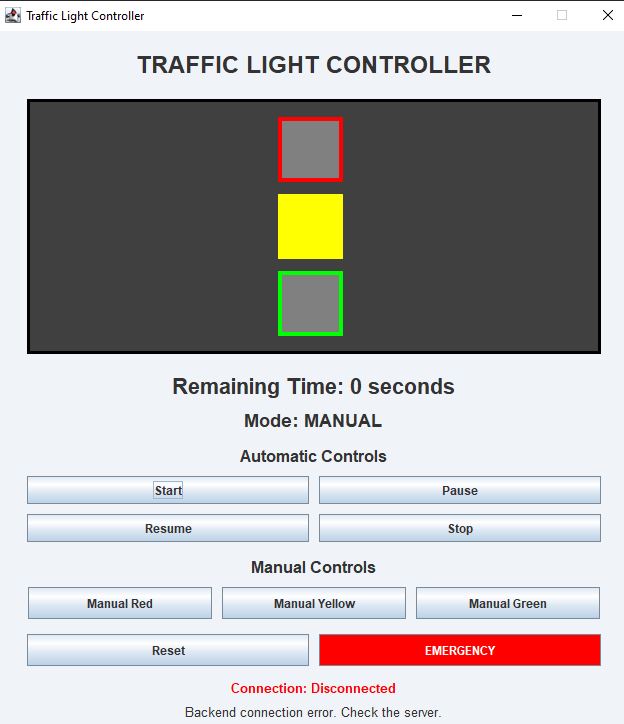 Traffic Light Controller
TRAFFIC LIGHT CONTROLLER
Remaining Time: 0 seconds
Mode: MANUAL
Automatic Controls
Start Pause
Resume Stop
Manual Controls
Manual Red Manual Yellow Manual Green
Reset EMERGENCY
Connection: Disconnected
Backend connection error. Check the server.